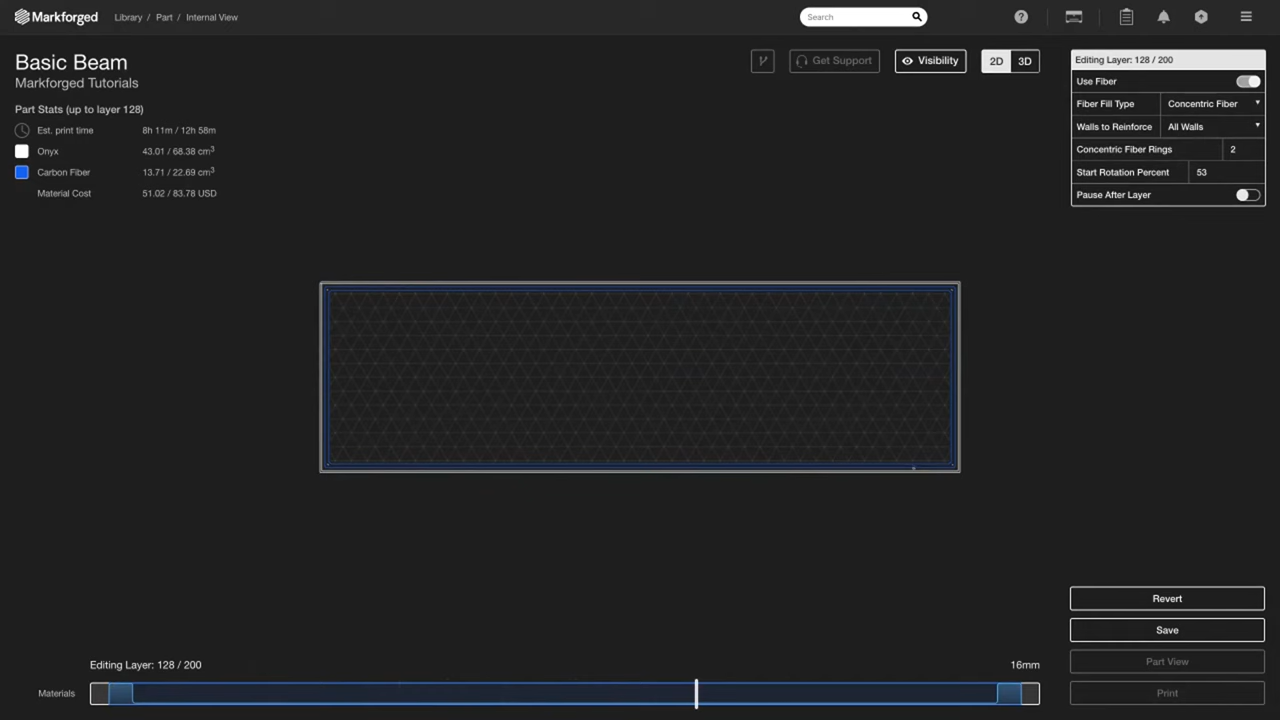 Markforged
Library / Part / Internal View
Search
?
Basic Beam
Markforged Tutorials
Get Support
Visibility
2D
3D
Part Stats (up to layer 128)
Est. print time 8h 11m / 12h 58m
Onyx 43.01 / 68.38 cm³
Carbon Fiber 13.71 / 22.69 cm³
Material Cost 51.02 / 83.78 USD
Editing Layer: 128 / 200
Use Fiber
Fiber Fill Type Concentric Fiber
Walls to Reinforce All Walls
Concentric Fiber Rings 2
Start Rotation Percent 53
Pause After Layer
Revert
Save
Part View
Print
Editing Layer: 128 / 200
16mm
Materials